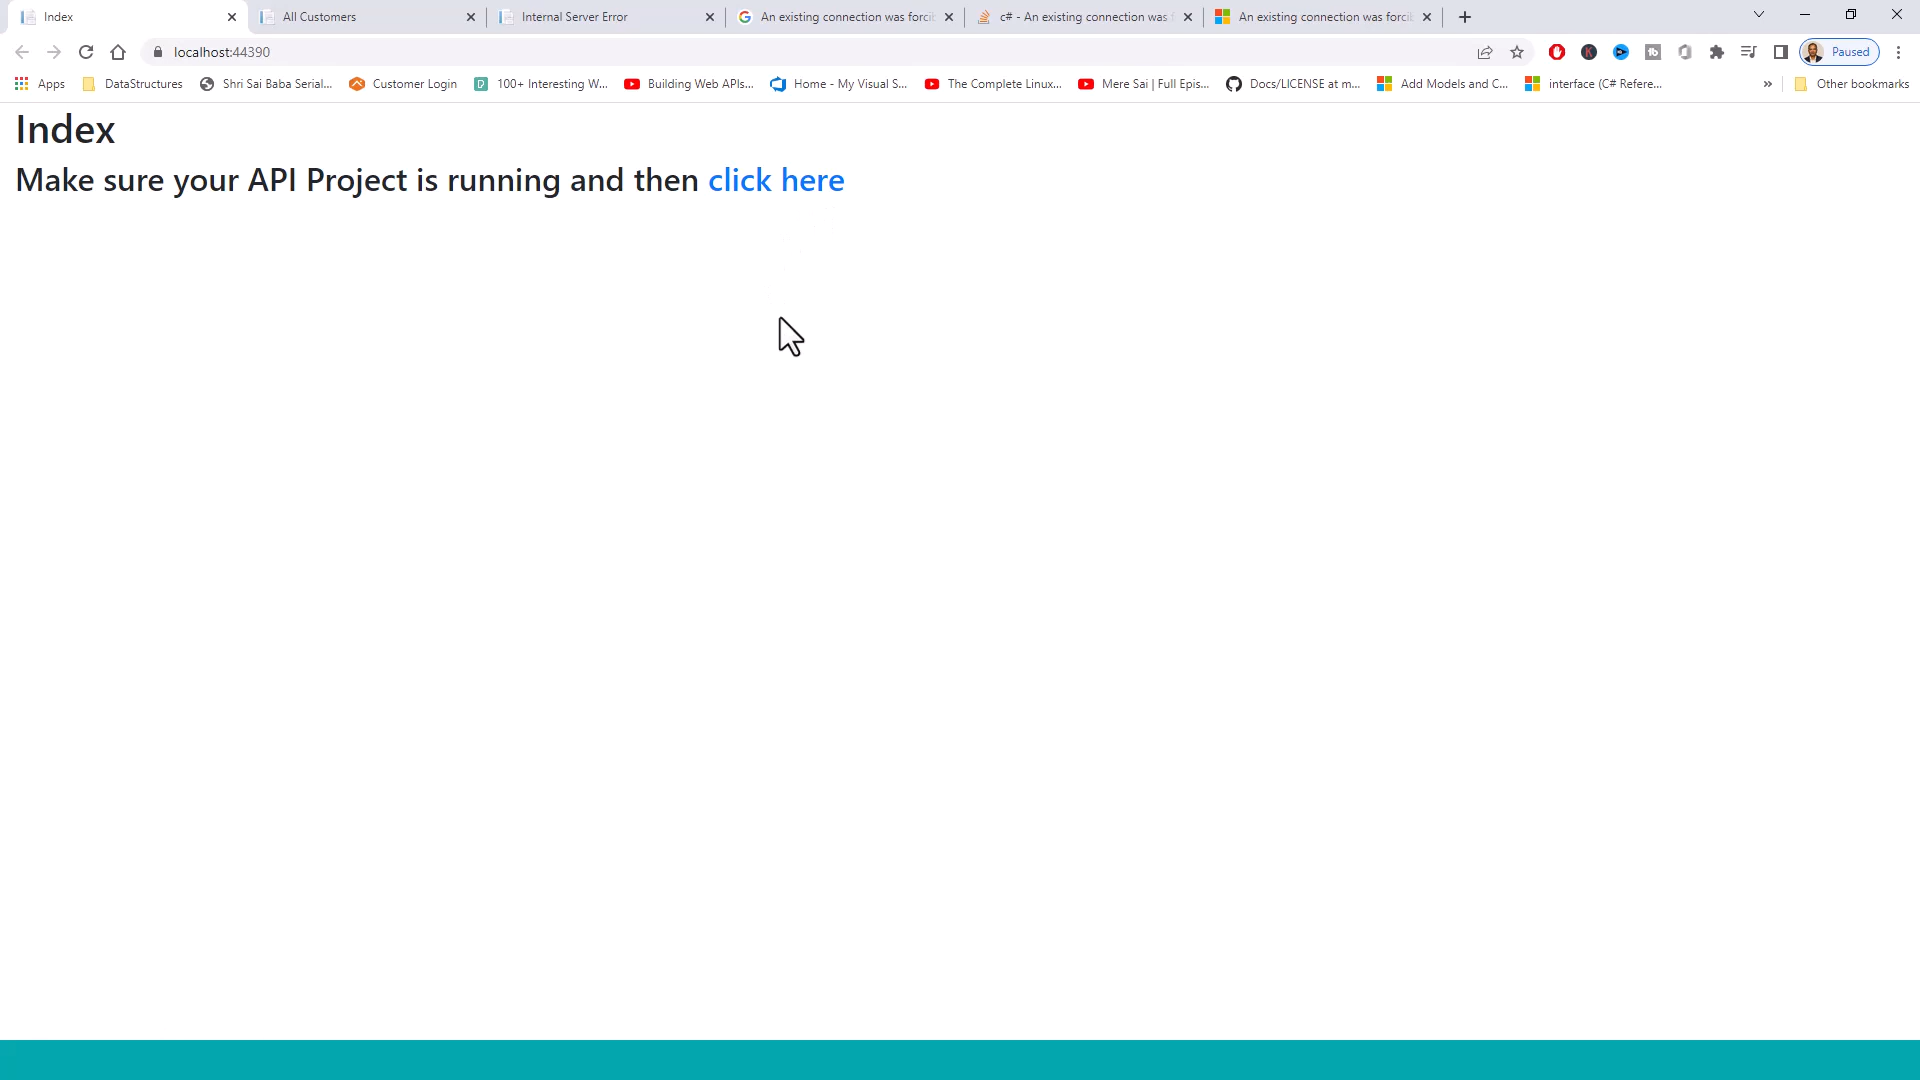 Index
All Customers
Internal Server Error
An existing connection was forci
c# - An existing connection was f
An existing connection was forci
localhost:44390
Paused
Apps
DataStructures
Shri Sai Baba Serial...
Customer Login
100+ Interesting W...
Building Web APIs...
Home - My Visual S...
The Complete Linux...
Mere Sai | Full Epis...
Docs/LICENSE at m...
Add Models and C...
interface (C# Refere...
»
Other bookmarks
Index
Make sure your API Project is running and then click here